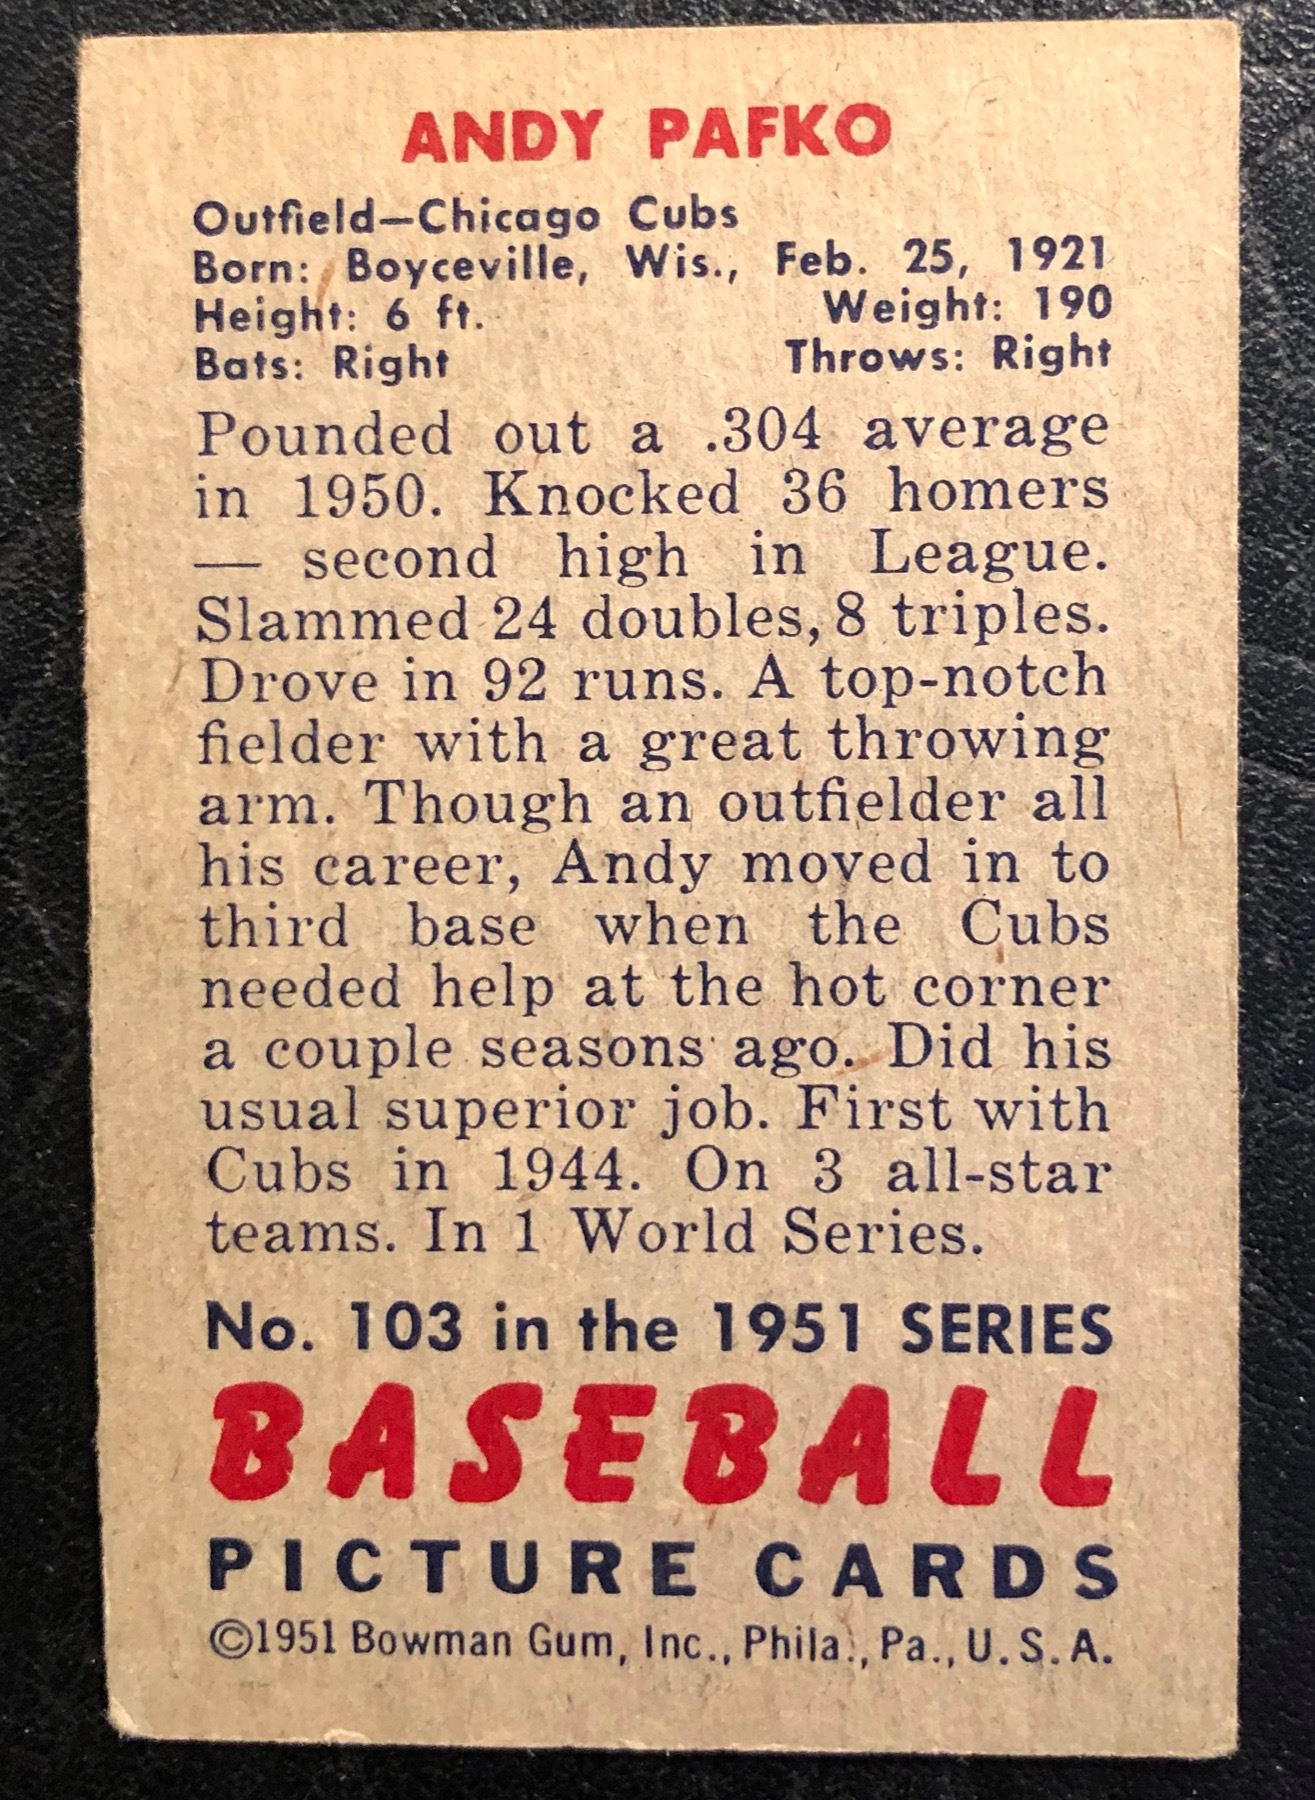 ANDY PAFKO
Outfield—Chicago Cubs
Born: Boyceville, Wis., Feb. 25, 1921
Height: 6 ft. Weight: 190
Bats: Right Throws: Right
Pounded out a .304 average
in 1950. Knocked 36 homers
— second high in League.
Slammed 24 doubles, 8 triples.
Drove in 92 runs. A top-notch
fielder with a great throwing
arm. Though an outfielder all
his career, Andy moved in to
third base when the Cubs
needed help at the hot corner
a couple seasons ago. Did his
usual superior job. First with
Cubs in 1944. On 3 all-star
teams. In 1 World Series.
No. 103 in the 1951 SERIES
BASEBALL
PICTURE CARDS
©1951 Bowman Gum, Inc., Phila., Pa., U.S.A.